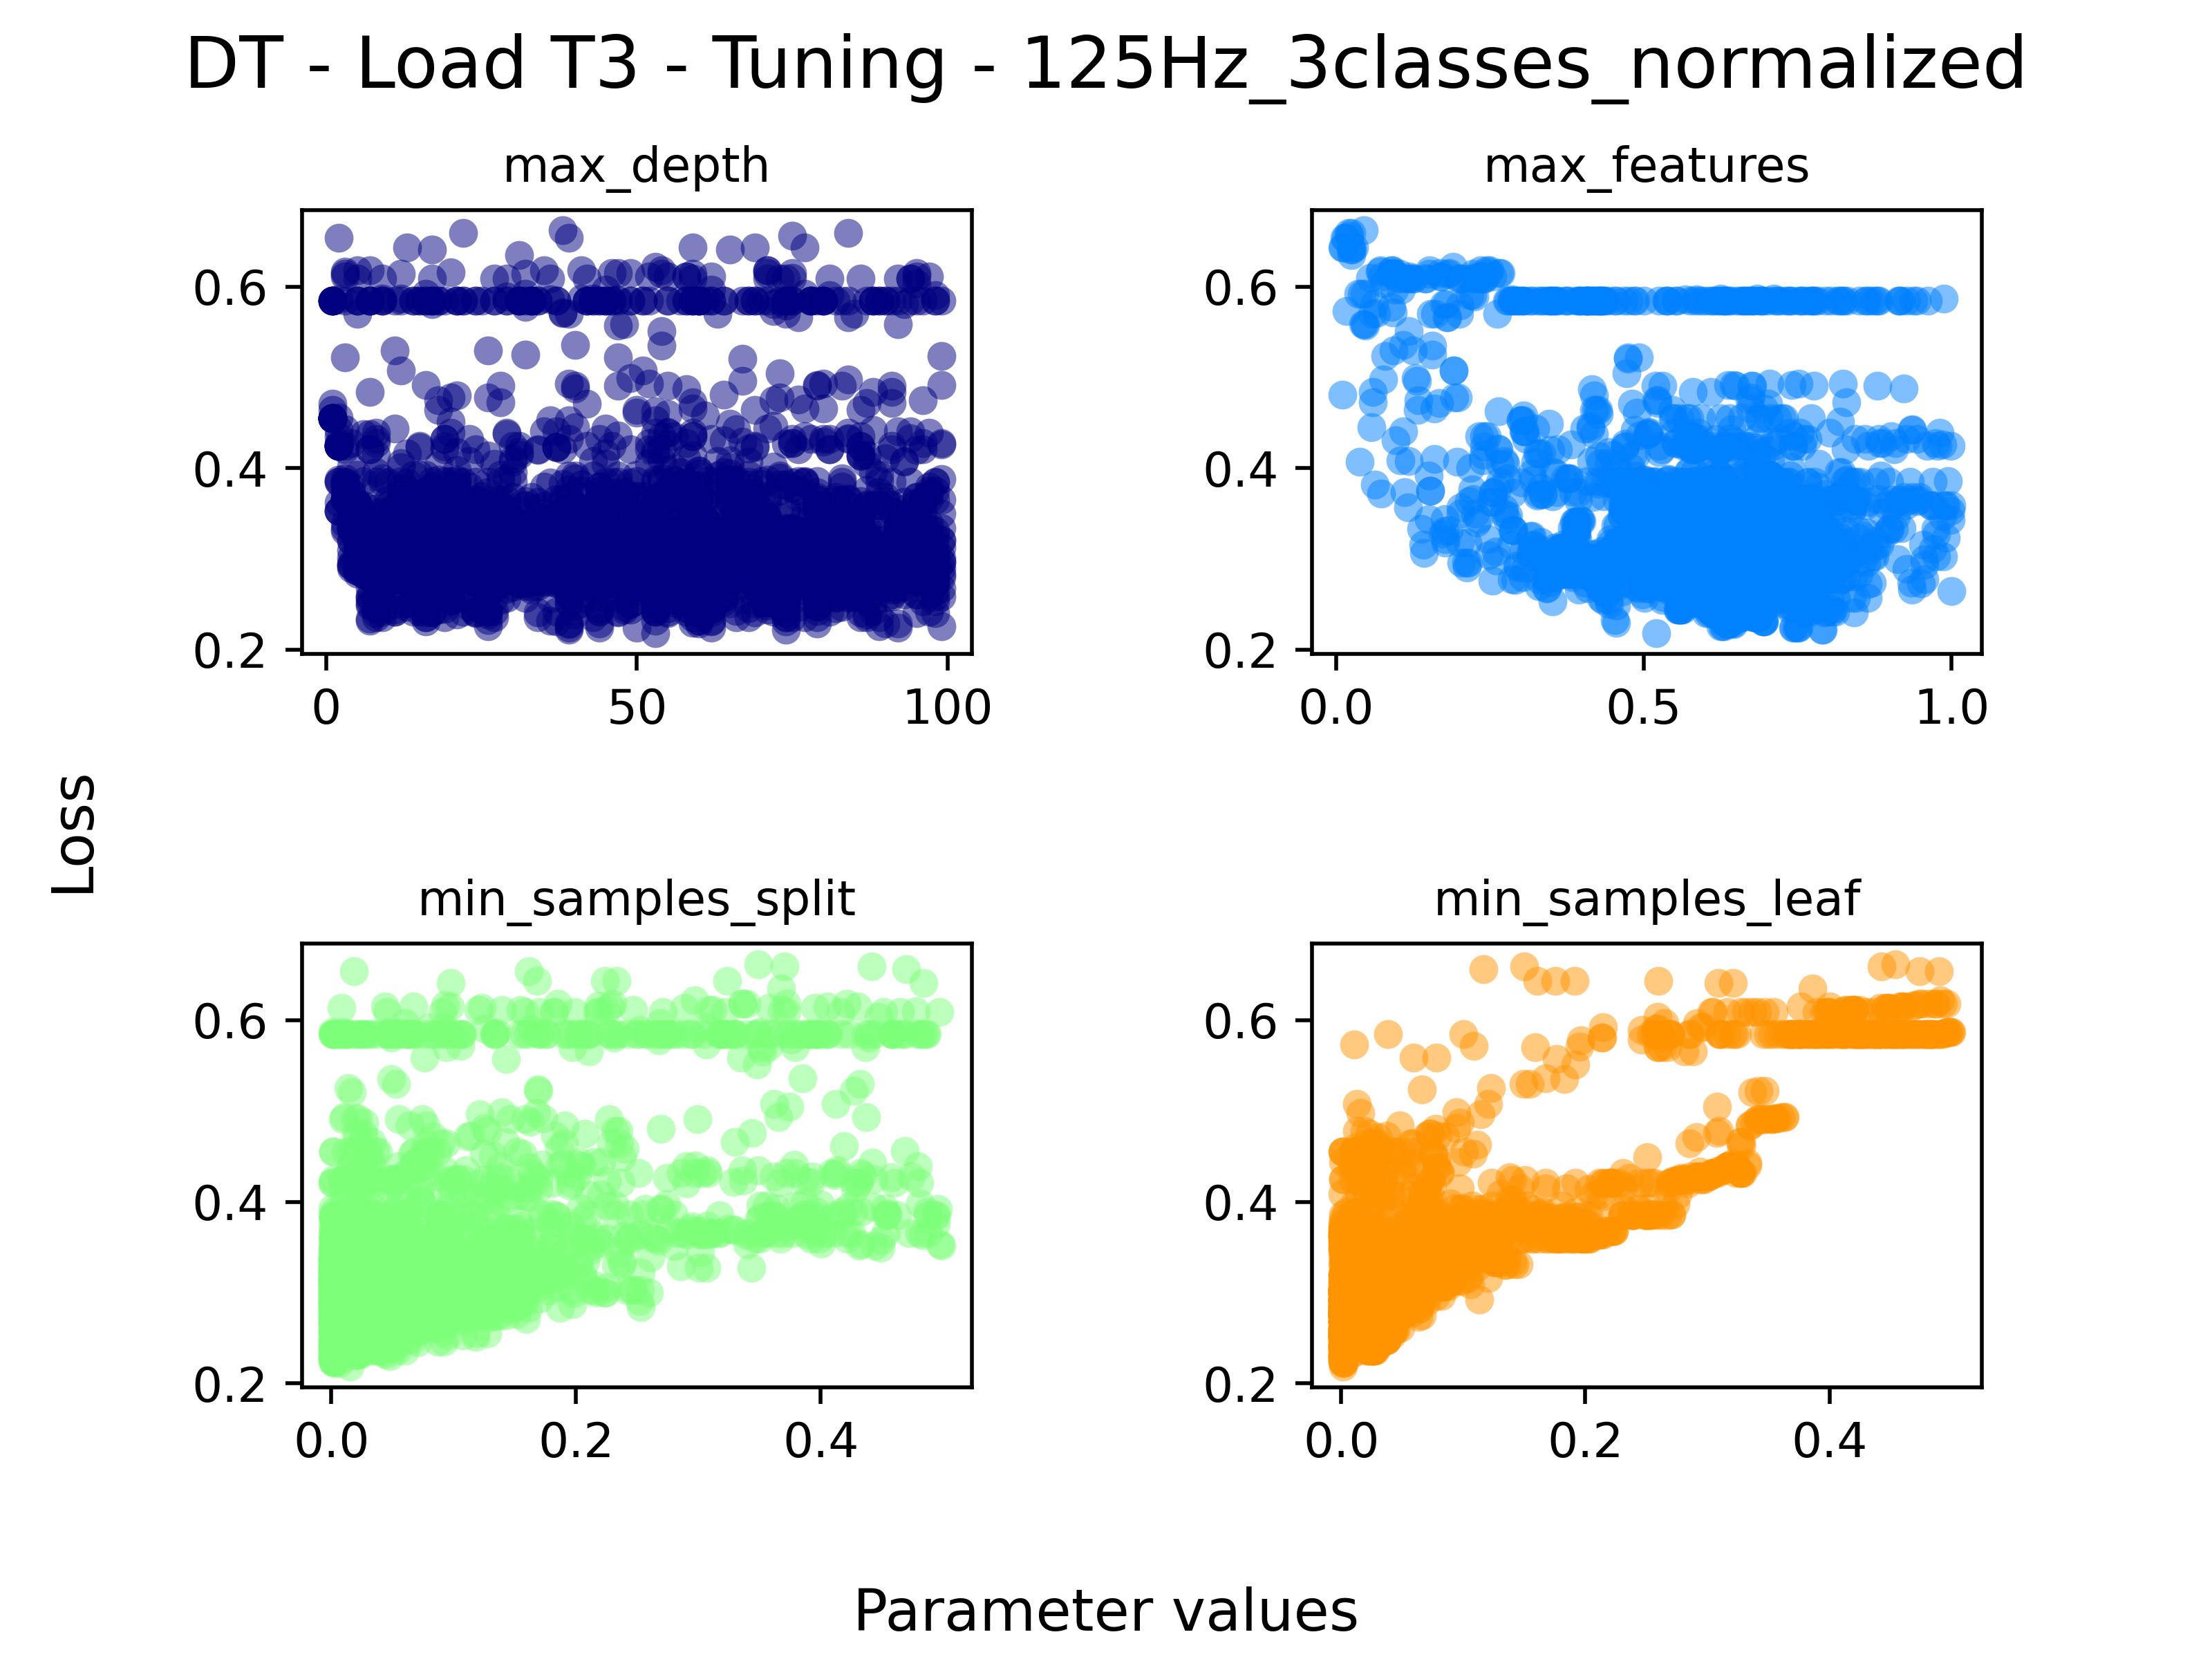 DT - Load T3 - Tuning - 125Hz_3classes_normalized
max_depth
0.6
0.4
0.2
0 50 100
max_features
0.6
0.4
0.2
0.0 0.5 1.0
Loss
min_samples_split
0.6
0.4
0.2
0.0 0.2 0.4
min_samples_leaf
0.6
0.4
0.2
0.0 0.2 0.4
Parameter values